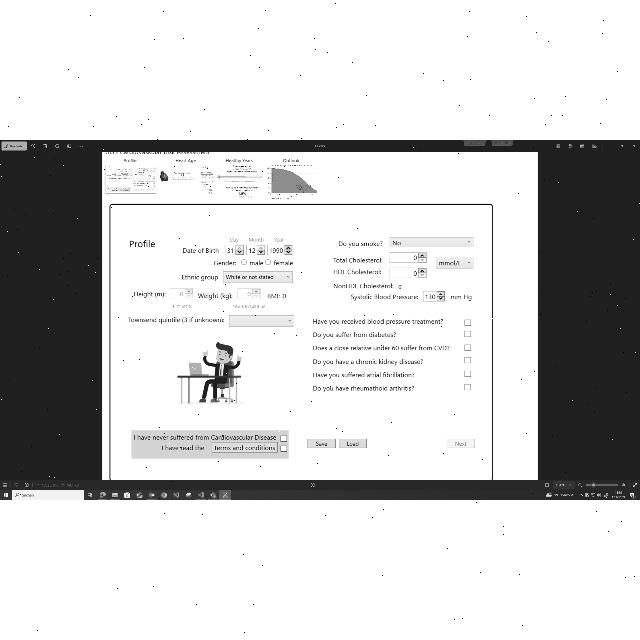 Profile
Heart Age
Healthy Years
Outlook
Profile
Day Month Year
Date of Birth 31 12 1990
Gender: male female
Ethnic group White or not stated
Height (m): 0 Weight (kg): 0 BMI: 0
Townsend quintile (3 if unknown):
Do you smoke? No
Total Cholesterol: 0 mmol/L
HDL Cholesterol: 0
NonHDL Cholesterol: 0
Systolic Blood Pressure: 130 mm Hg
Have you received blood pressure treatment?
Do you suffer from diabetes?
Does a close relative under 60 suffer from CVD?
Do you have a chronic kidney disease?
Have you suffered atrial fibrillation?
Do you have rheumathoid arthritis?
I have never suffered from Cardiovascular Disease
I have read the Terms and conditions
Save Load Next